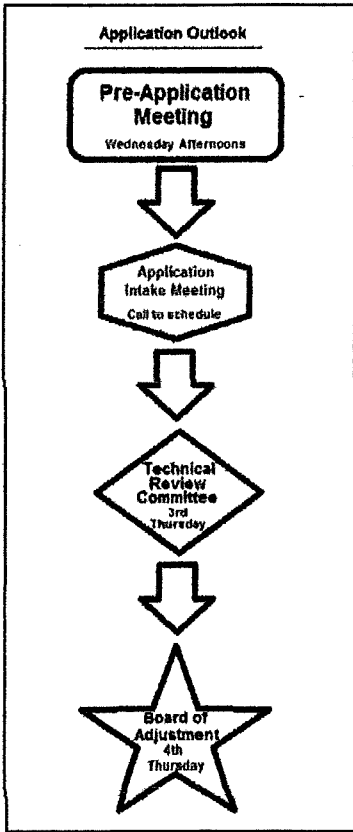 Application Outlook
Pre-Application
Meeting
Wednesday Afternoons
Application
Intake Meeting
Call to schedule
Technical
Review
Committee
3rd
Thursday
Board of
Adjustment
4th
Thursday